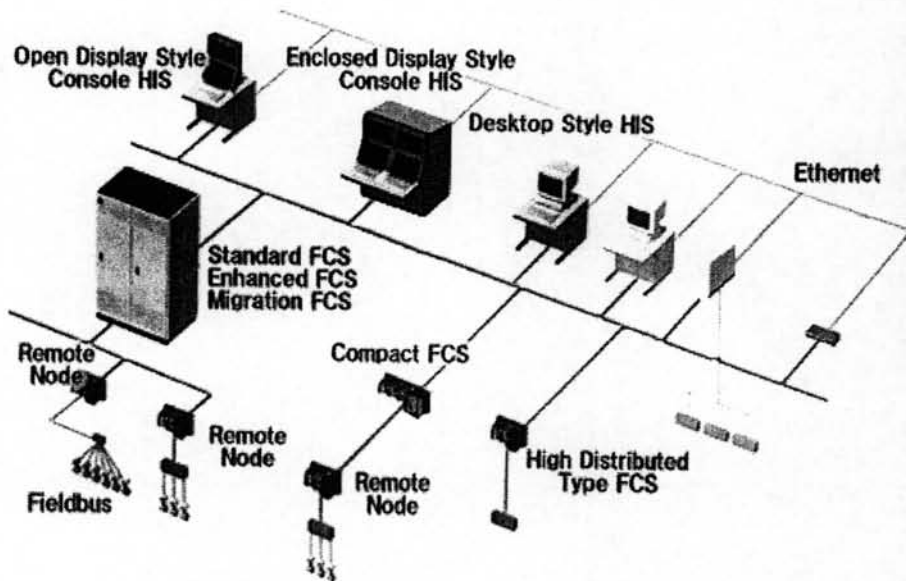 Open Display Style
Console HIS
Enclosed Display Style
Console HIS
Desktop Style HIS
Ethernet
Standard FCS
Enhanced FCS
Migration FCS
Compact FCS
Remote
Node
Remote
Node
Remote
Node
High Distributed
Type FCS
Fieldbus